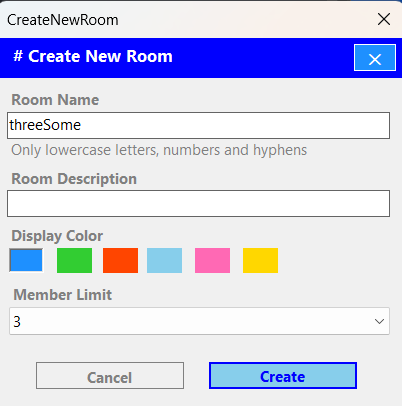 CreateNewRoom
# Create New Room
Room Name
threeSome
Only lowercase letters, numbers and hyphens
Room Description
Display Color
Member Limit
3
Cancel
Create